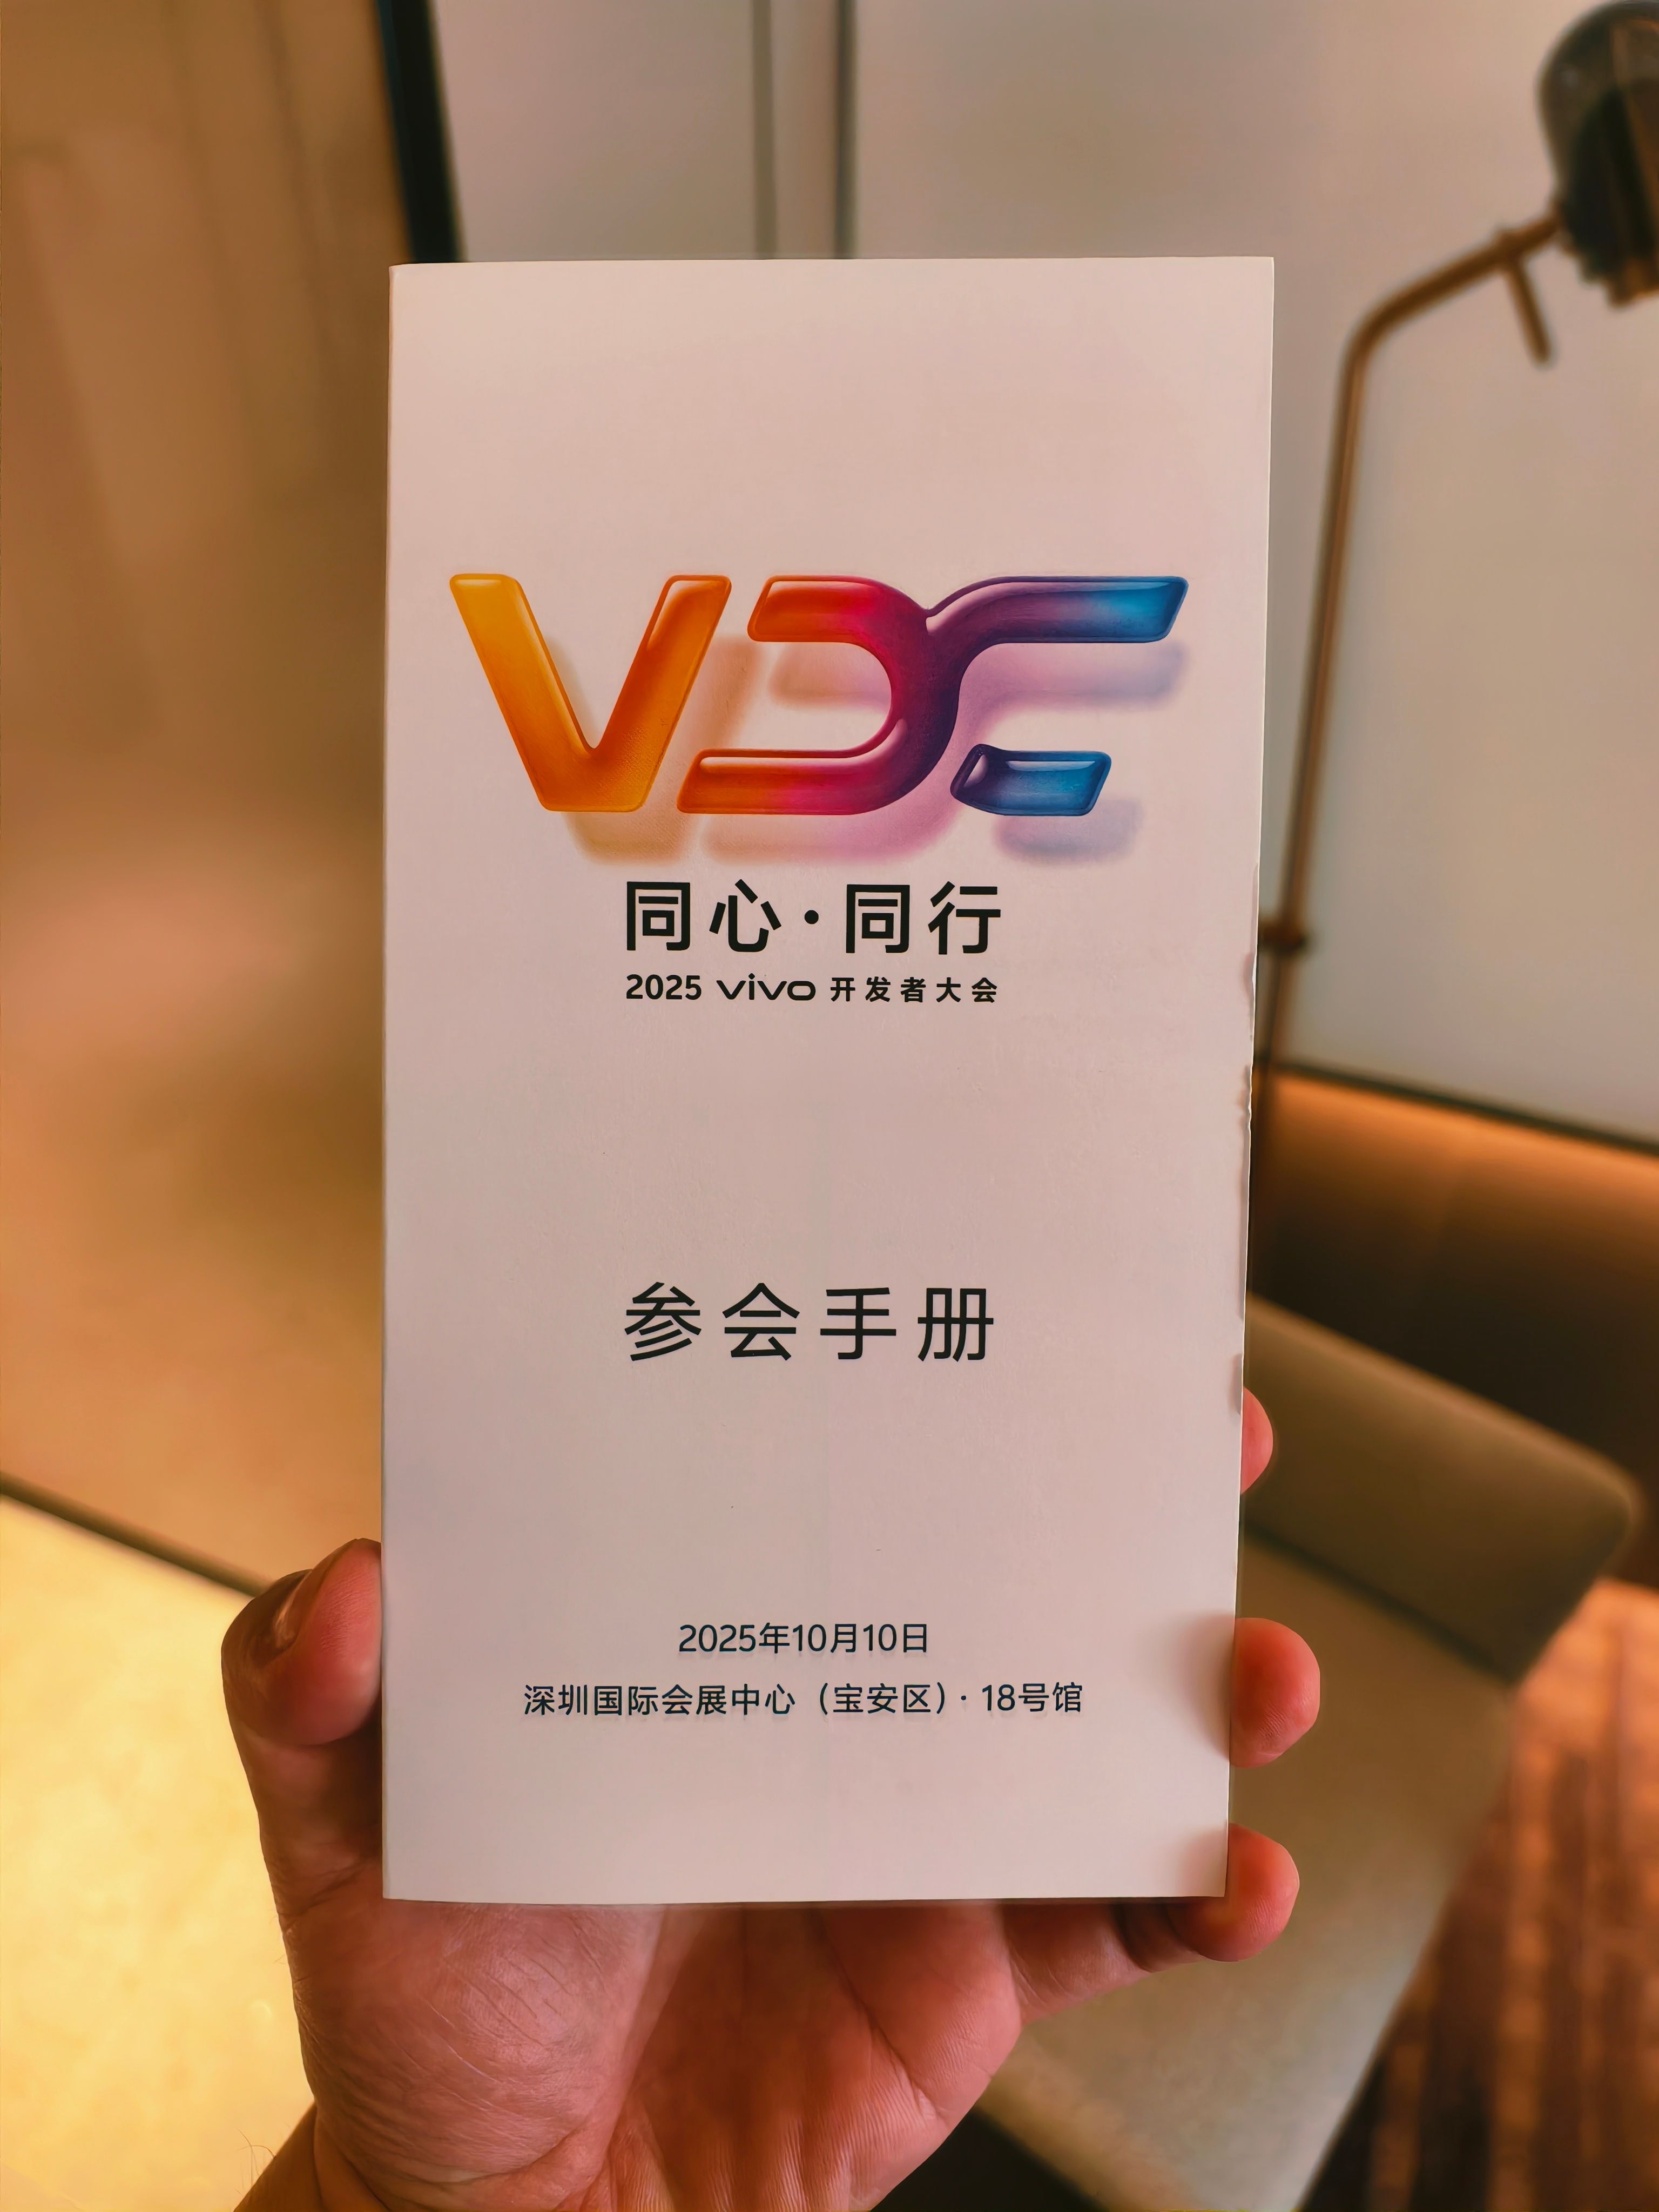 VDC
同心·同行
2025 vivo 开发者大会
参会手册
2025年10月10日
深圳国际会展中心（宝安区）· 18号馆